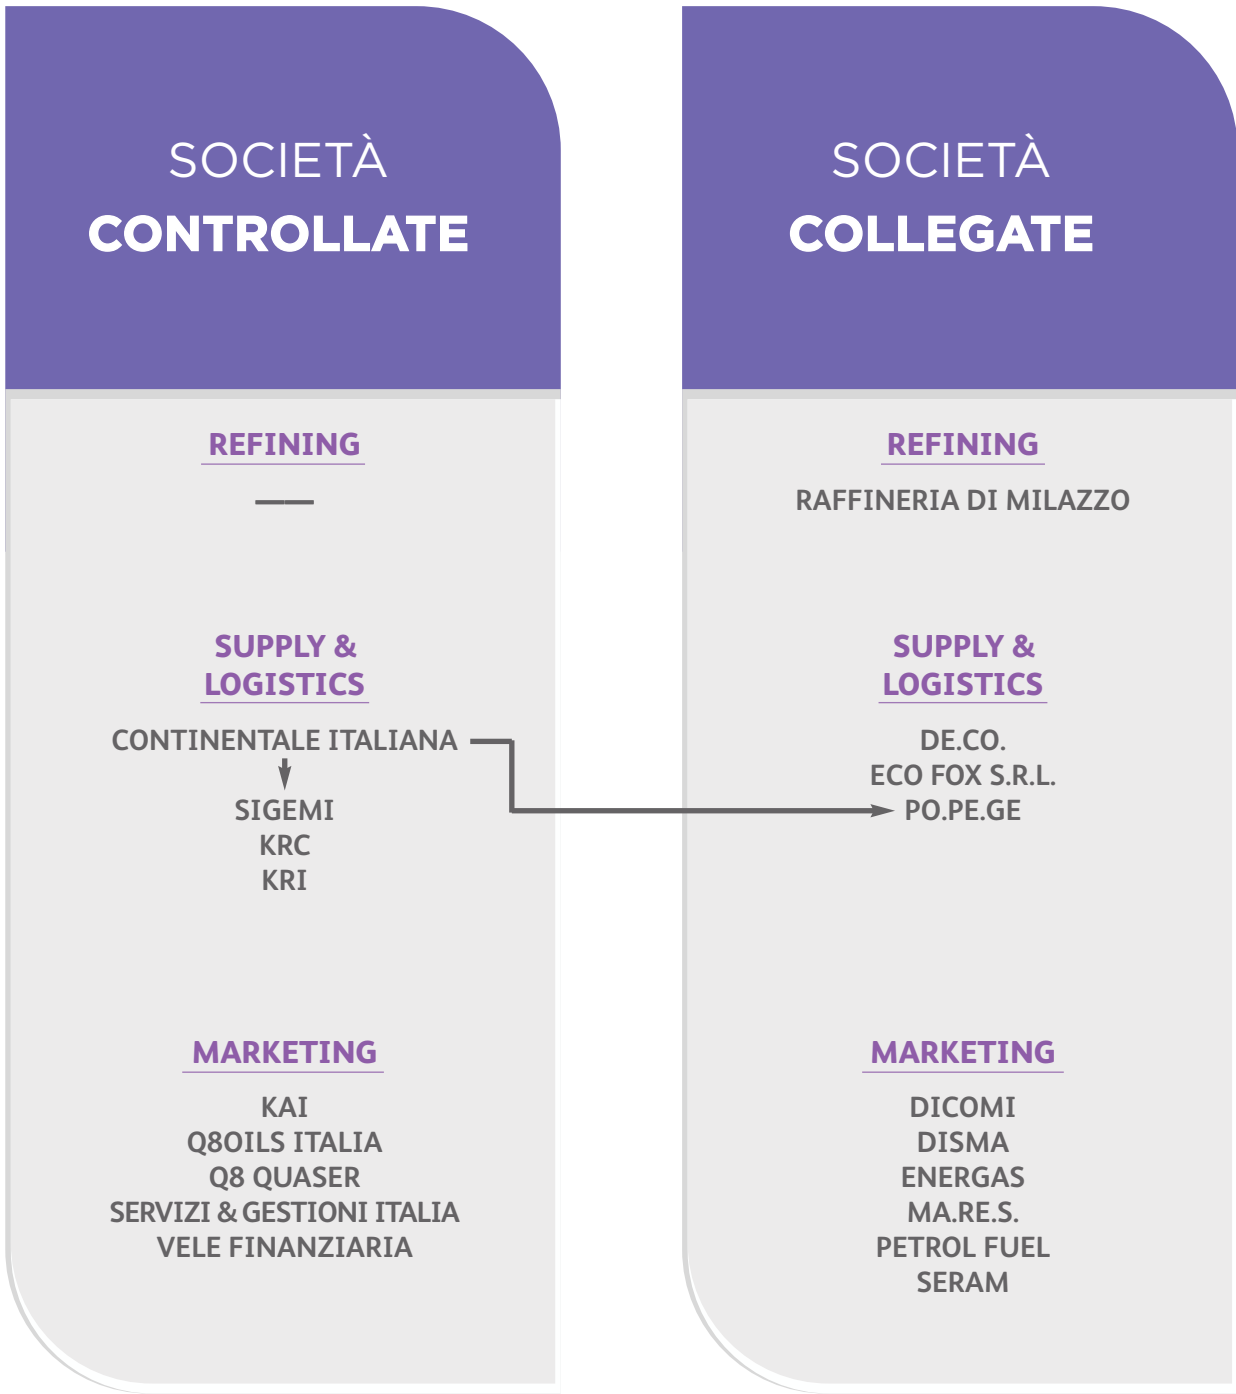 SOCIETÀ
CONTROLLATE
REFINING
——
SUPPLY &
LOGISTICS
CONTINENTALE ITALIANA
SIGEMI
KRC
KRI
MARKETING
KAI
Q8OILS ITALIA
Q8 QUASER
SERVIZI & GESTIONI ITALIA
VELE FINANZIARIA
SOCIETÀ
COLLEGATE
REFINING
RAFFINERIA DI MILAZZO
SUPPLY &
LOGISTICS
DE.CO.
ECO FOX S.R.L.
PO.PE.GE
MARKETING
DICOMI
DISMA
ENERGAS
MA.RE.S.
PETROL FUEL
SERAM